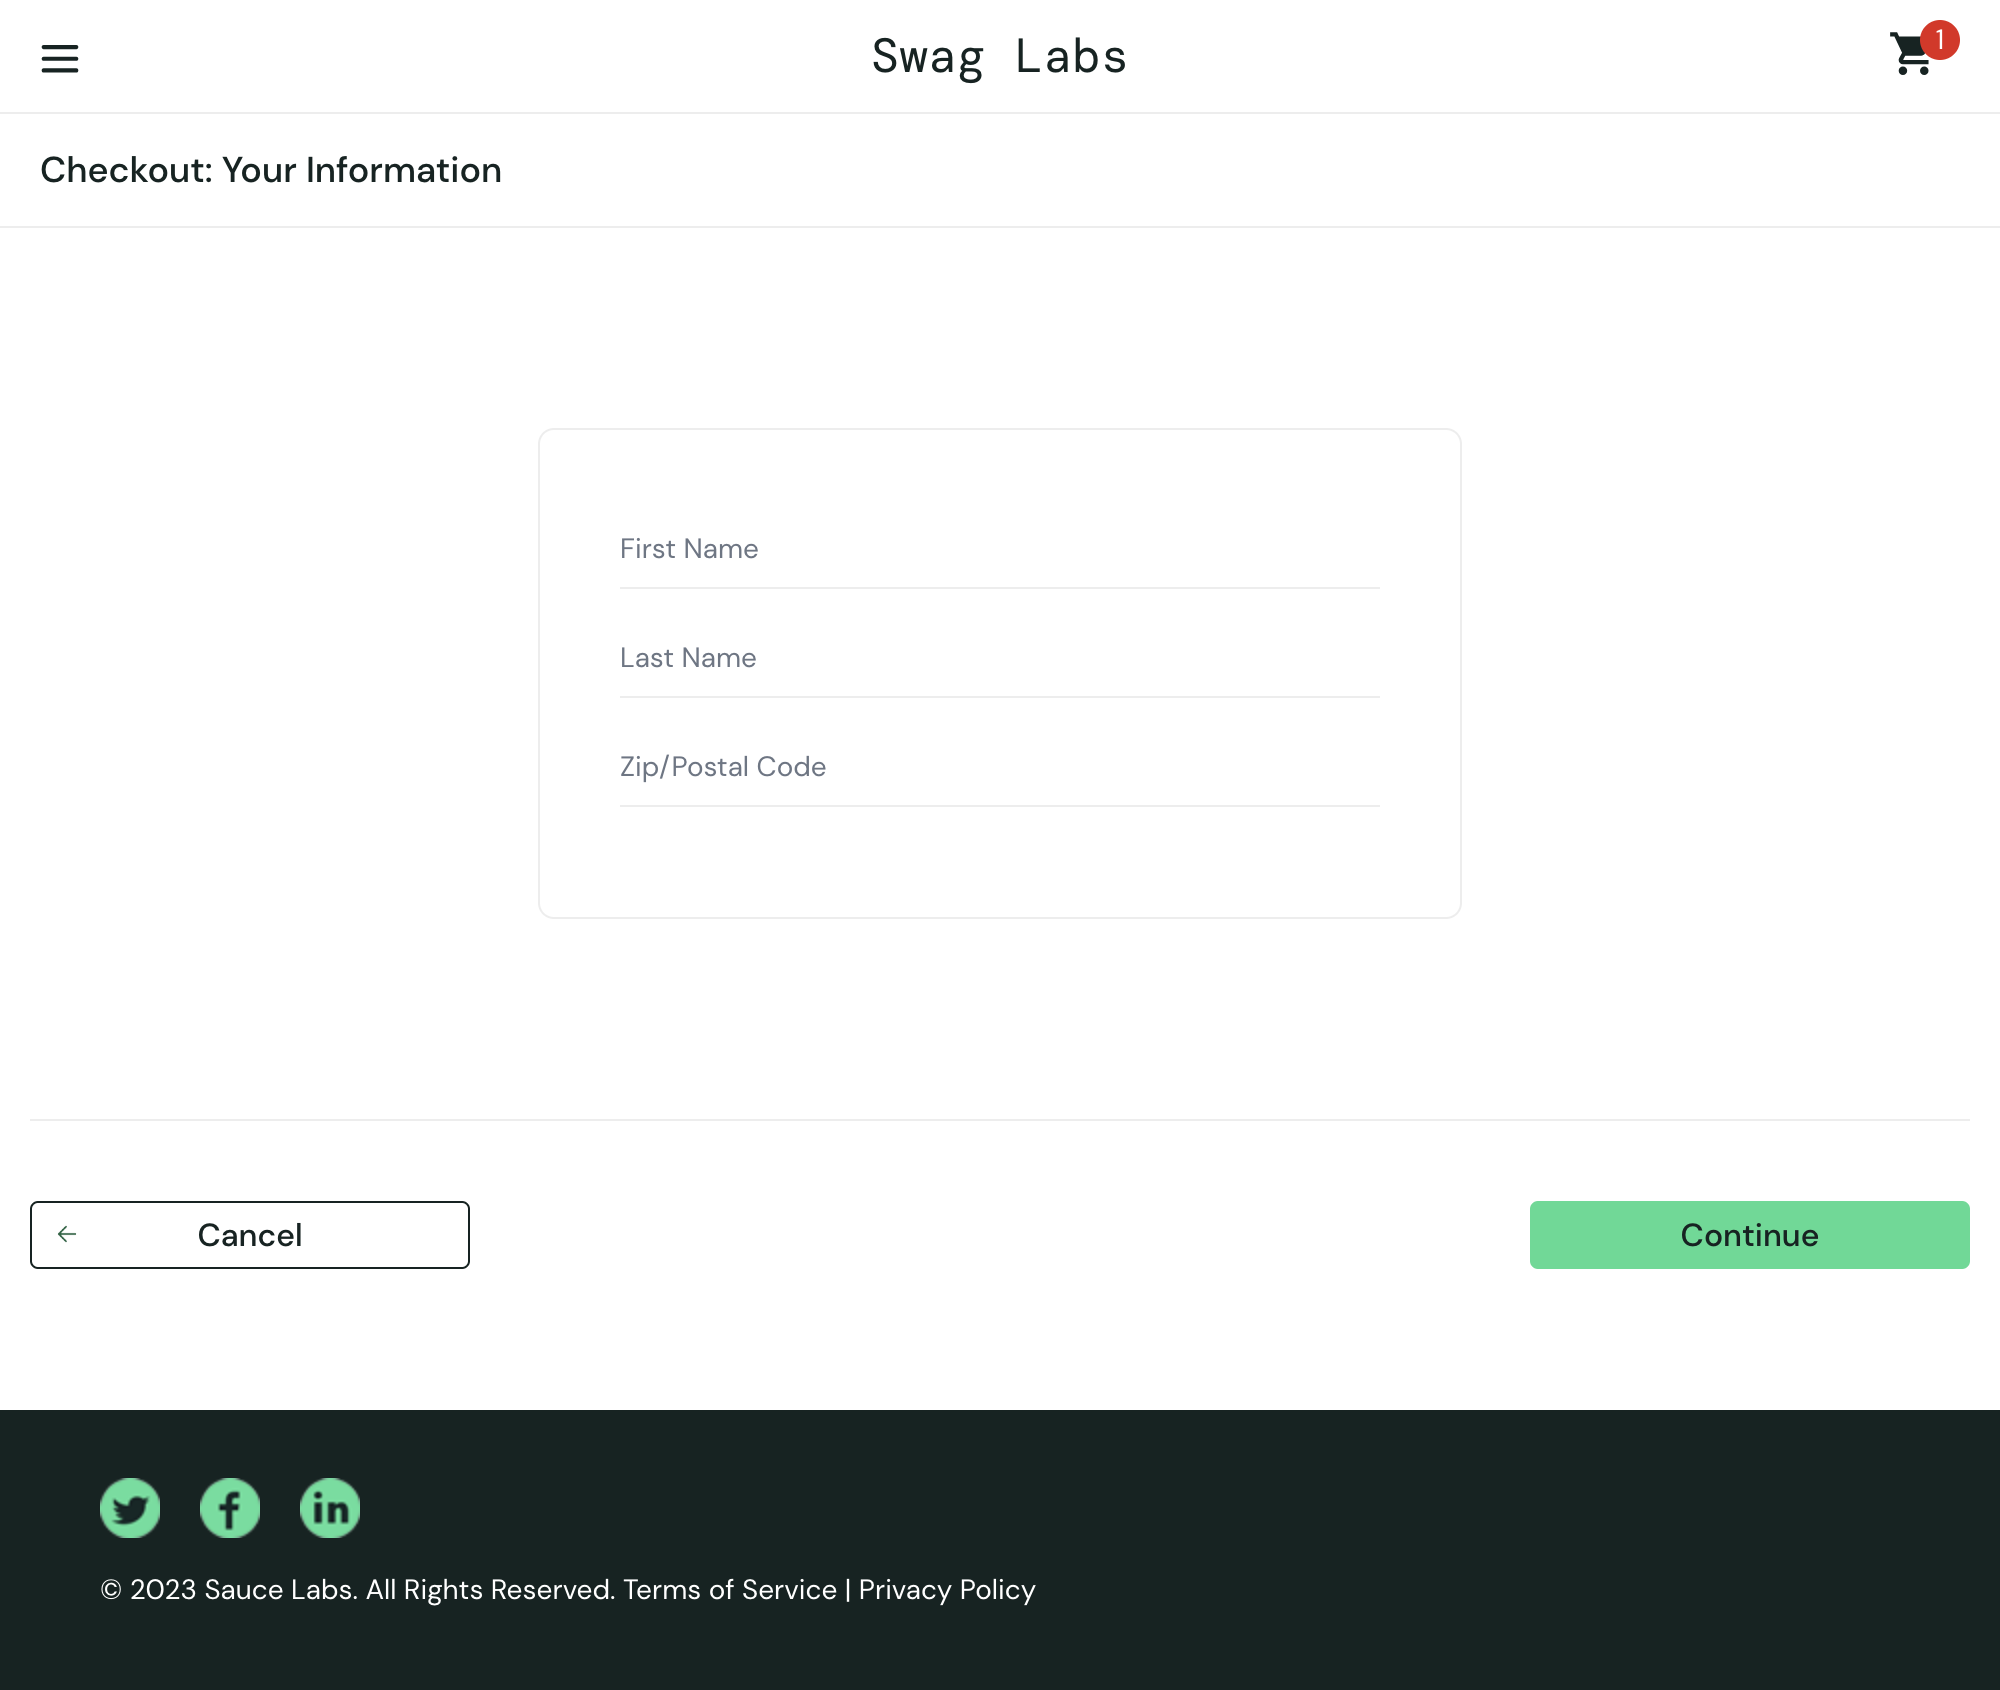 Swag Labs
1
Checkout: Your Information
First Name
Last Name
Zip/Postal Code
Cancel
Continue
© 2023 Sauce Labs. All Rights Reserved. Terms of Service | Privacy Policy